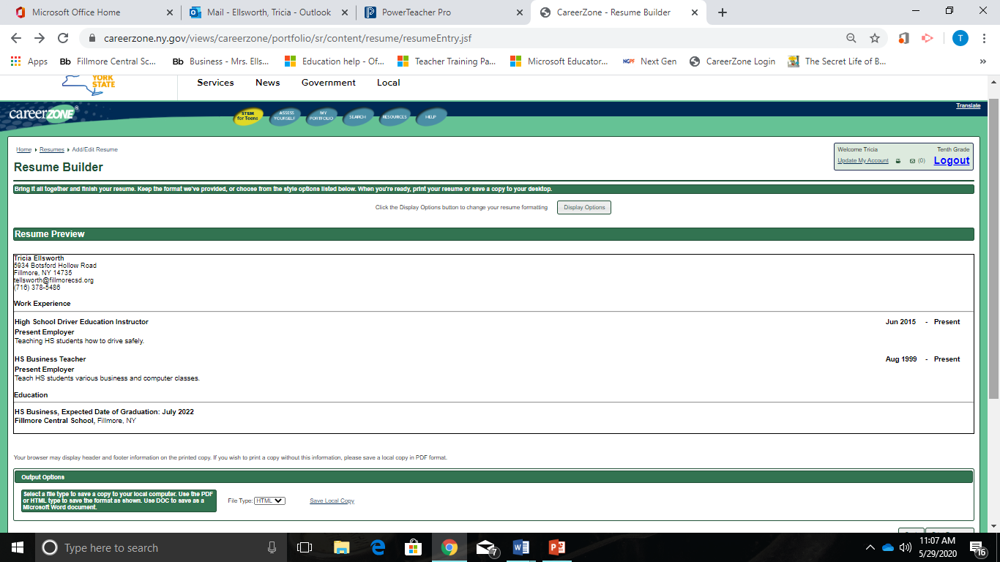 Microsoft Office Home
Mail - Ellsworth, Tricia - Outlook
PowerTeacher Pro
CareerZone - Resume Builder
careerzone.ny.gov/views/careerzone/portfolio/sr/content/resume/resumeEntry.jsf
T
Apps
Bb Fillmore Central Sc...
Bb Business - Mrs. Ells...
Education help - Of...
Teacher Training Pa...
Microsoft Educator...
NGPF Next Gen
CareerZone Login
The Secret Life of B...
YORK
STATE
Services News Government Local
careerZONE®
STEM for Teens
ASSESS YOURSELF
MY PORTFOLIO
SEARCH
RESOURCES
HELP
Translate
Home Resumes Add/Edit Resume
Welcome Tricia Tenth Grade
Update My Account (0) Logout
Resume Builder
Bring it all together and finish your resume. Keep the format we've provided, or choose from the style options listed below. When you're ready, print your resume or save a copy to your desktop.
Click the Display Options button to change your resume formatting Display Options
Resume Preview
Tricia Ellsworth
5934 Botsford Hollow Road
Fillmore, NY 14735
tellsworth@fillmorecsd.org
(716) 378-5486
Work Experience
High School Driver Education Instructor Jun 2015 - Present
Present Employer
Teaching HS students how to drive safely.
HS Business Teacher Aug 1999 - Present
Present Employer
Teach HS students various business and computer classes.
Education
HS Business, Expected Date of Graduation: July 2022
Fillmore Central School, Fillmore, NY
Your browser may display header and footer information on the printed copy. If you wish to print a copy without this information, please save a local copy in PDF format.
Output Options
Select a file type to save a copy to your local computer. Use the PDF
or HTML type to save the format as shown. Use DOC to save as a
Microsoft Word document.
File Type: HTML Save Local Copy
Type here to search
7
11:07 AM
5/29/2020
16